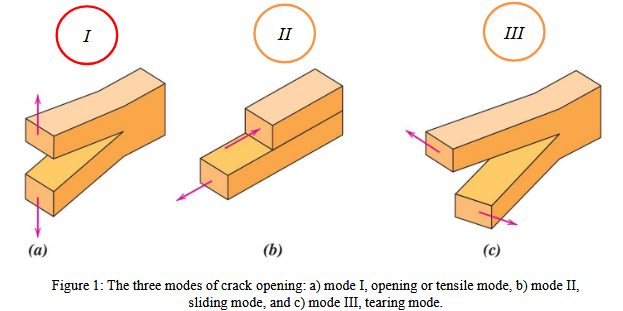 I
II
III
(a)
(b)
(c)
Figure 1: The three modes of crack opening: a) mode I, opening or tensile mode, b) mode II,
sliding mode, and c) mode III, tearing mode.